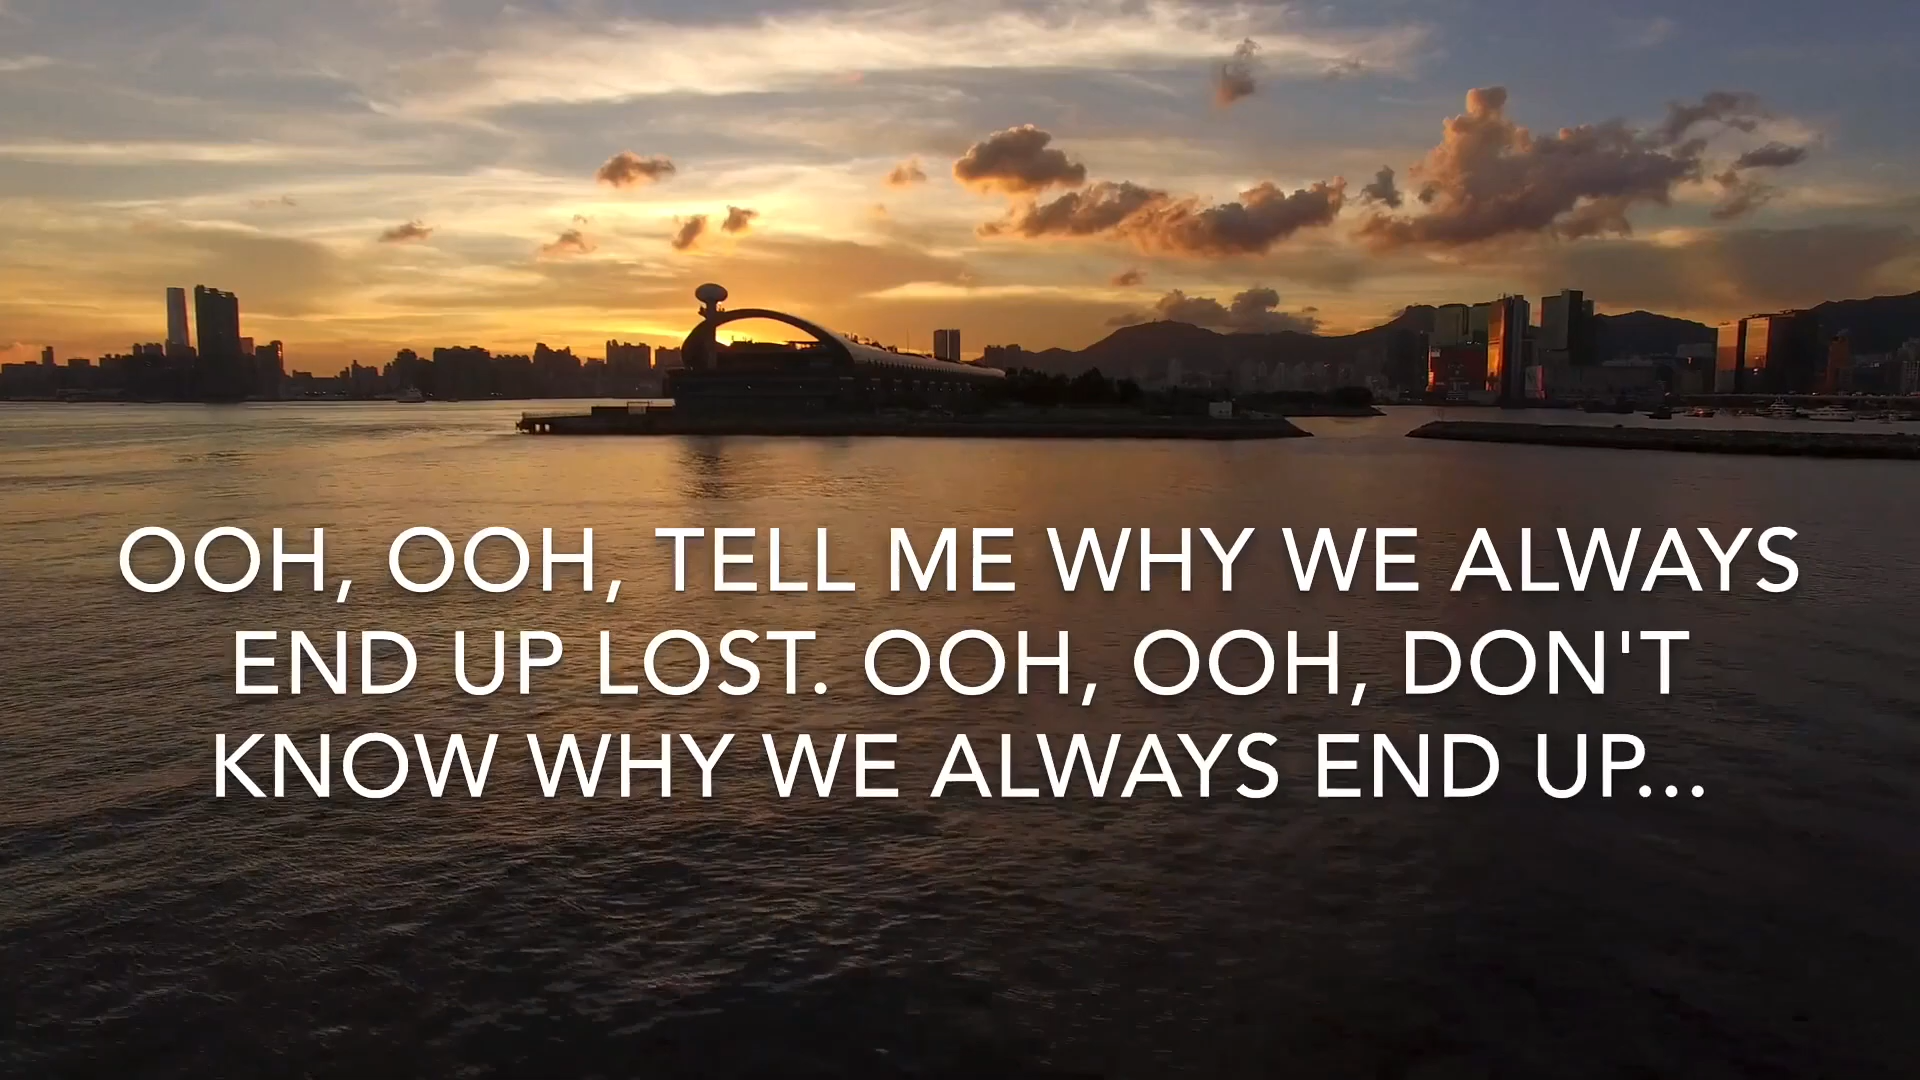 OOH, OOH, TELL ME WHY WE ALWAYS
END UP LOST. OOH, OOH, DON'T
KNOW WHY WE ALWAYS END UP...